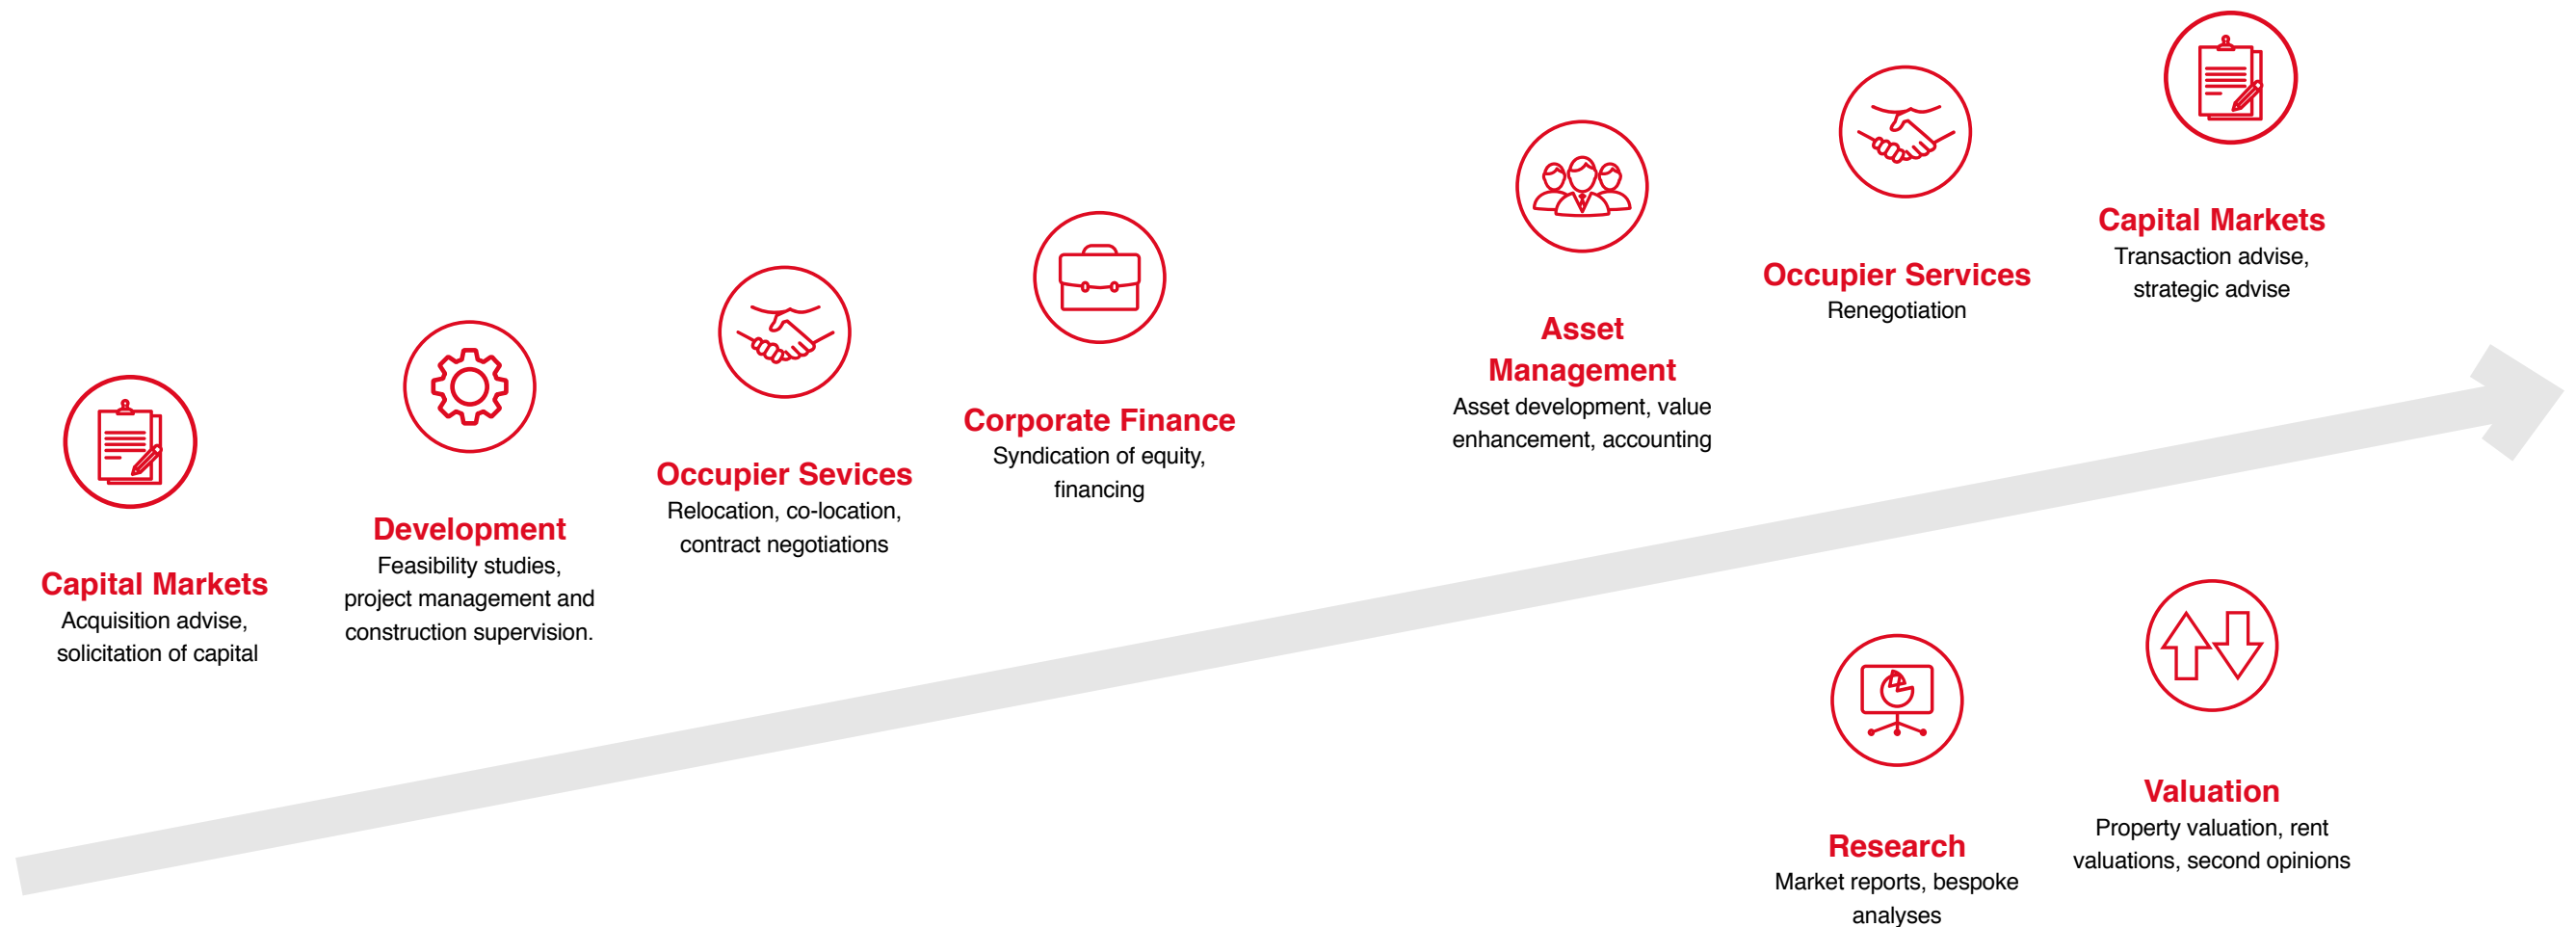 Capital Markets
Acquisition advise,
solicitation of capital
Development
Feasibility studies,
project management and
construction supervision.
Occupier Sevices
Relocation, co-location,
contract negotiations
Corporate Finance
Syndication of equity,
financing
Asset
Management
Asset development, value
enhancement, accounting
Occupier Services
Renegotiation
Capital Markets
Transaction advise,
strategic advise
Research
Market reports, bespoke
analyses
Valuation
Property valuation, rent
valuations, second opinions